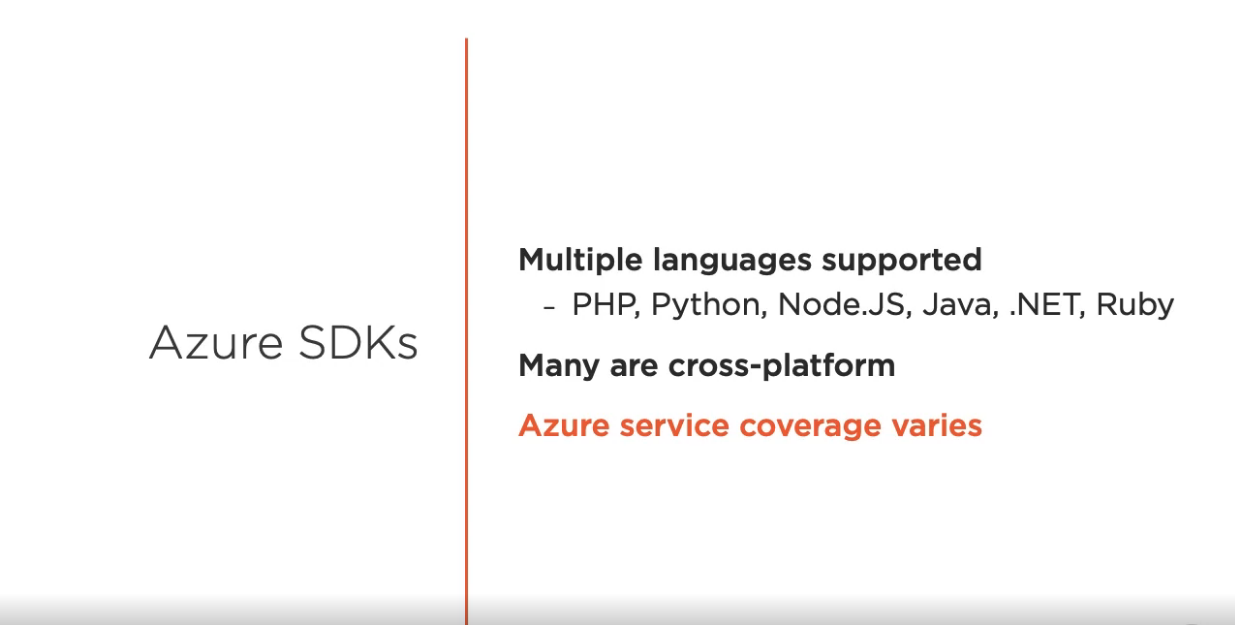 Azure SDKs
Multiple languages supported
- PHP, Python, Node.JS, Java, .NET, Ruby
Many are cross-platform
Azure service coverage varies